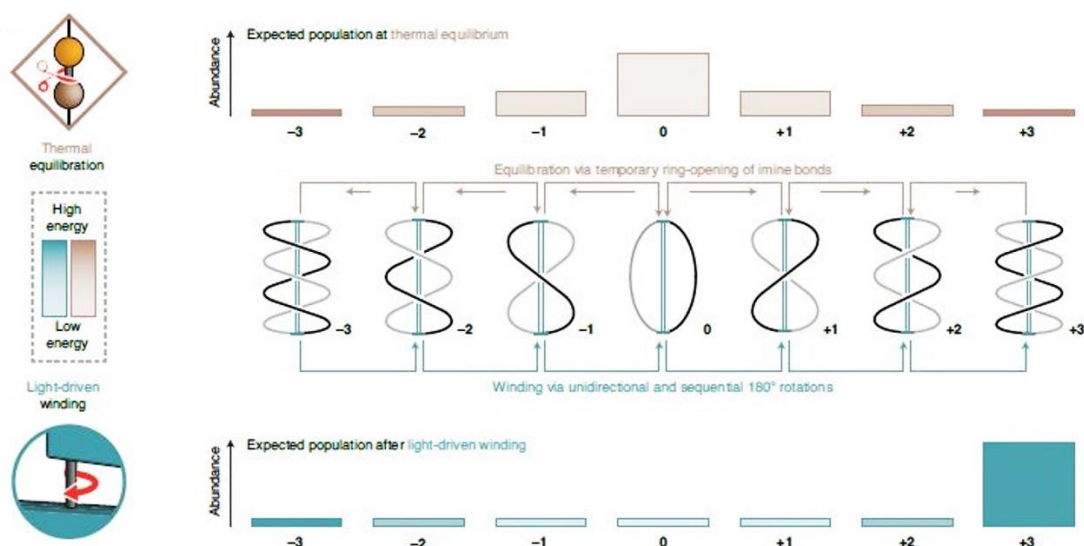 Expected population at thermal equilibrium
Abundance
–3 –2 –1 0 +1 +2 +3
Thermal
equilibration
Equilibration via temporary ring-opening of imine bonds
High
energy
Low
energy
–3 –2 –1 0 +1 +2 +3
Light-driven
winding
Winding via unidirectional and sequential 180° rotations
Expected population after light-driven winding
Abundance
–3 –2 –1 0 +1 +2 +3